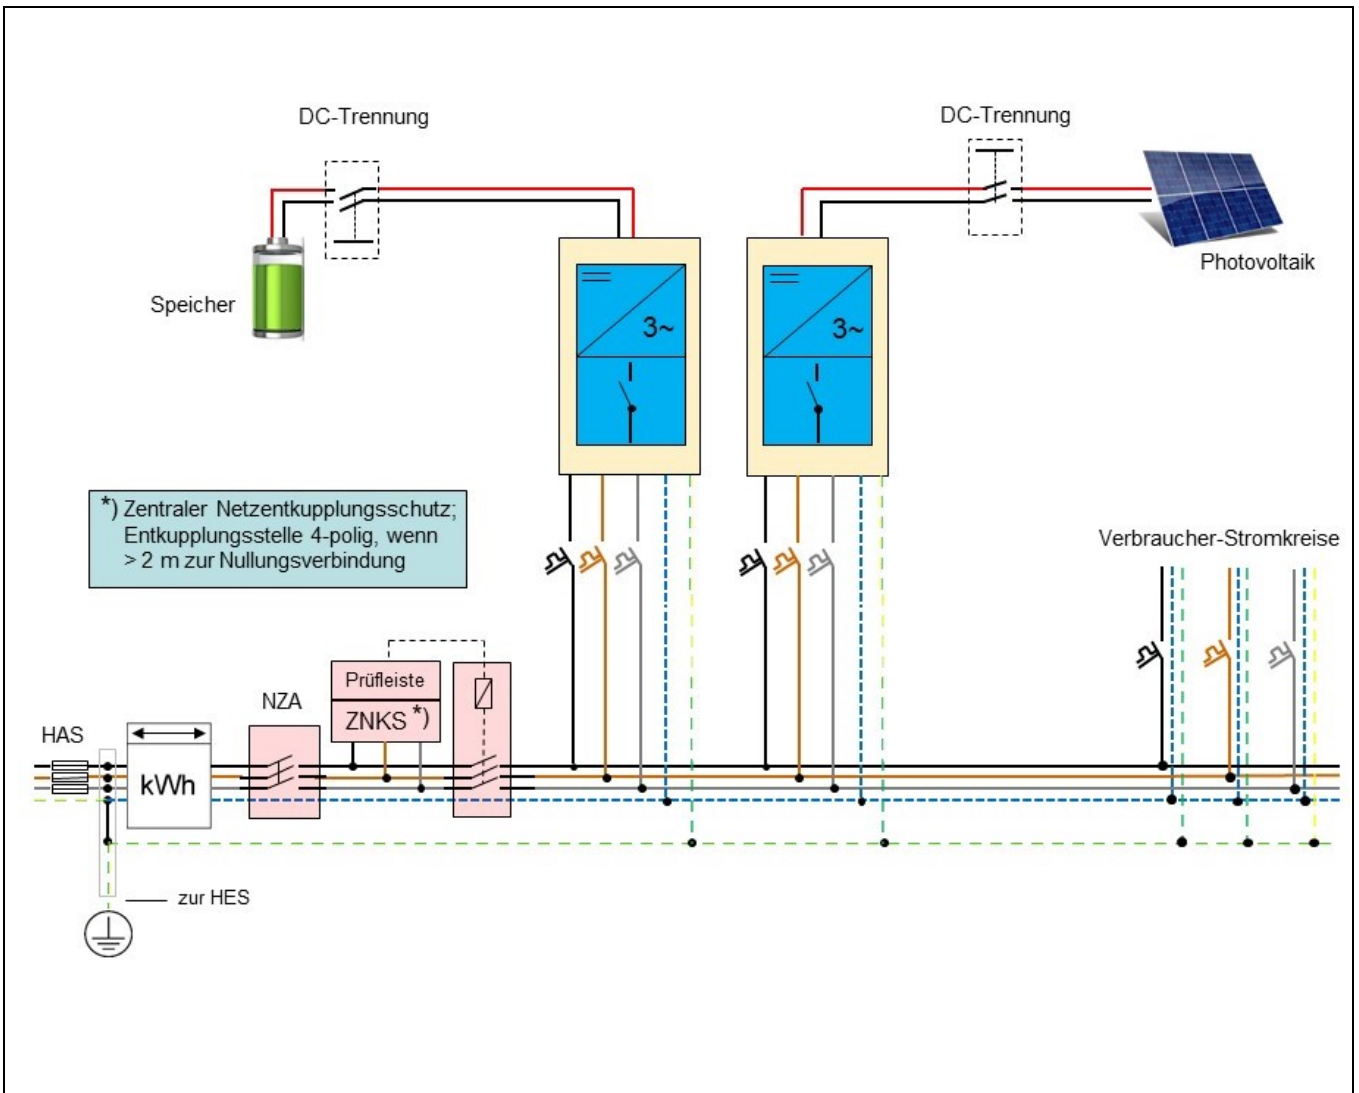 DC-Trennung
DC-Trennung
Photovoltaik
Speicher
3~
3~
*) Zentraler Netzentkupplungsschutz;
Entkupplungsstelle 4-polig, wenn
> 2 m zur Nullungsverbindung
Verbraucher-Stromkreise
Prüfleiste
NZA
ZNKS *)
HAS
kWh
zur HES